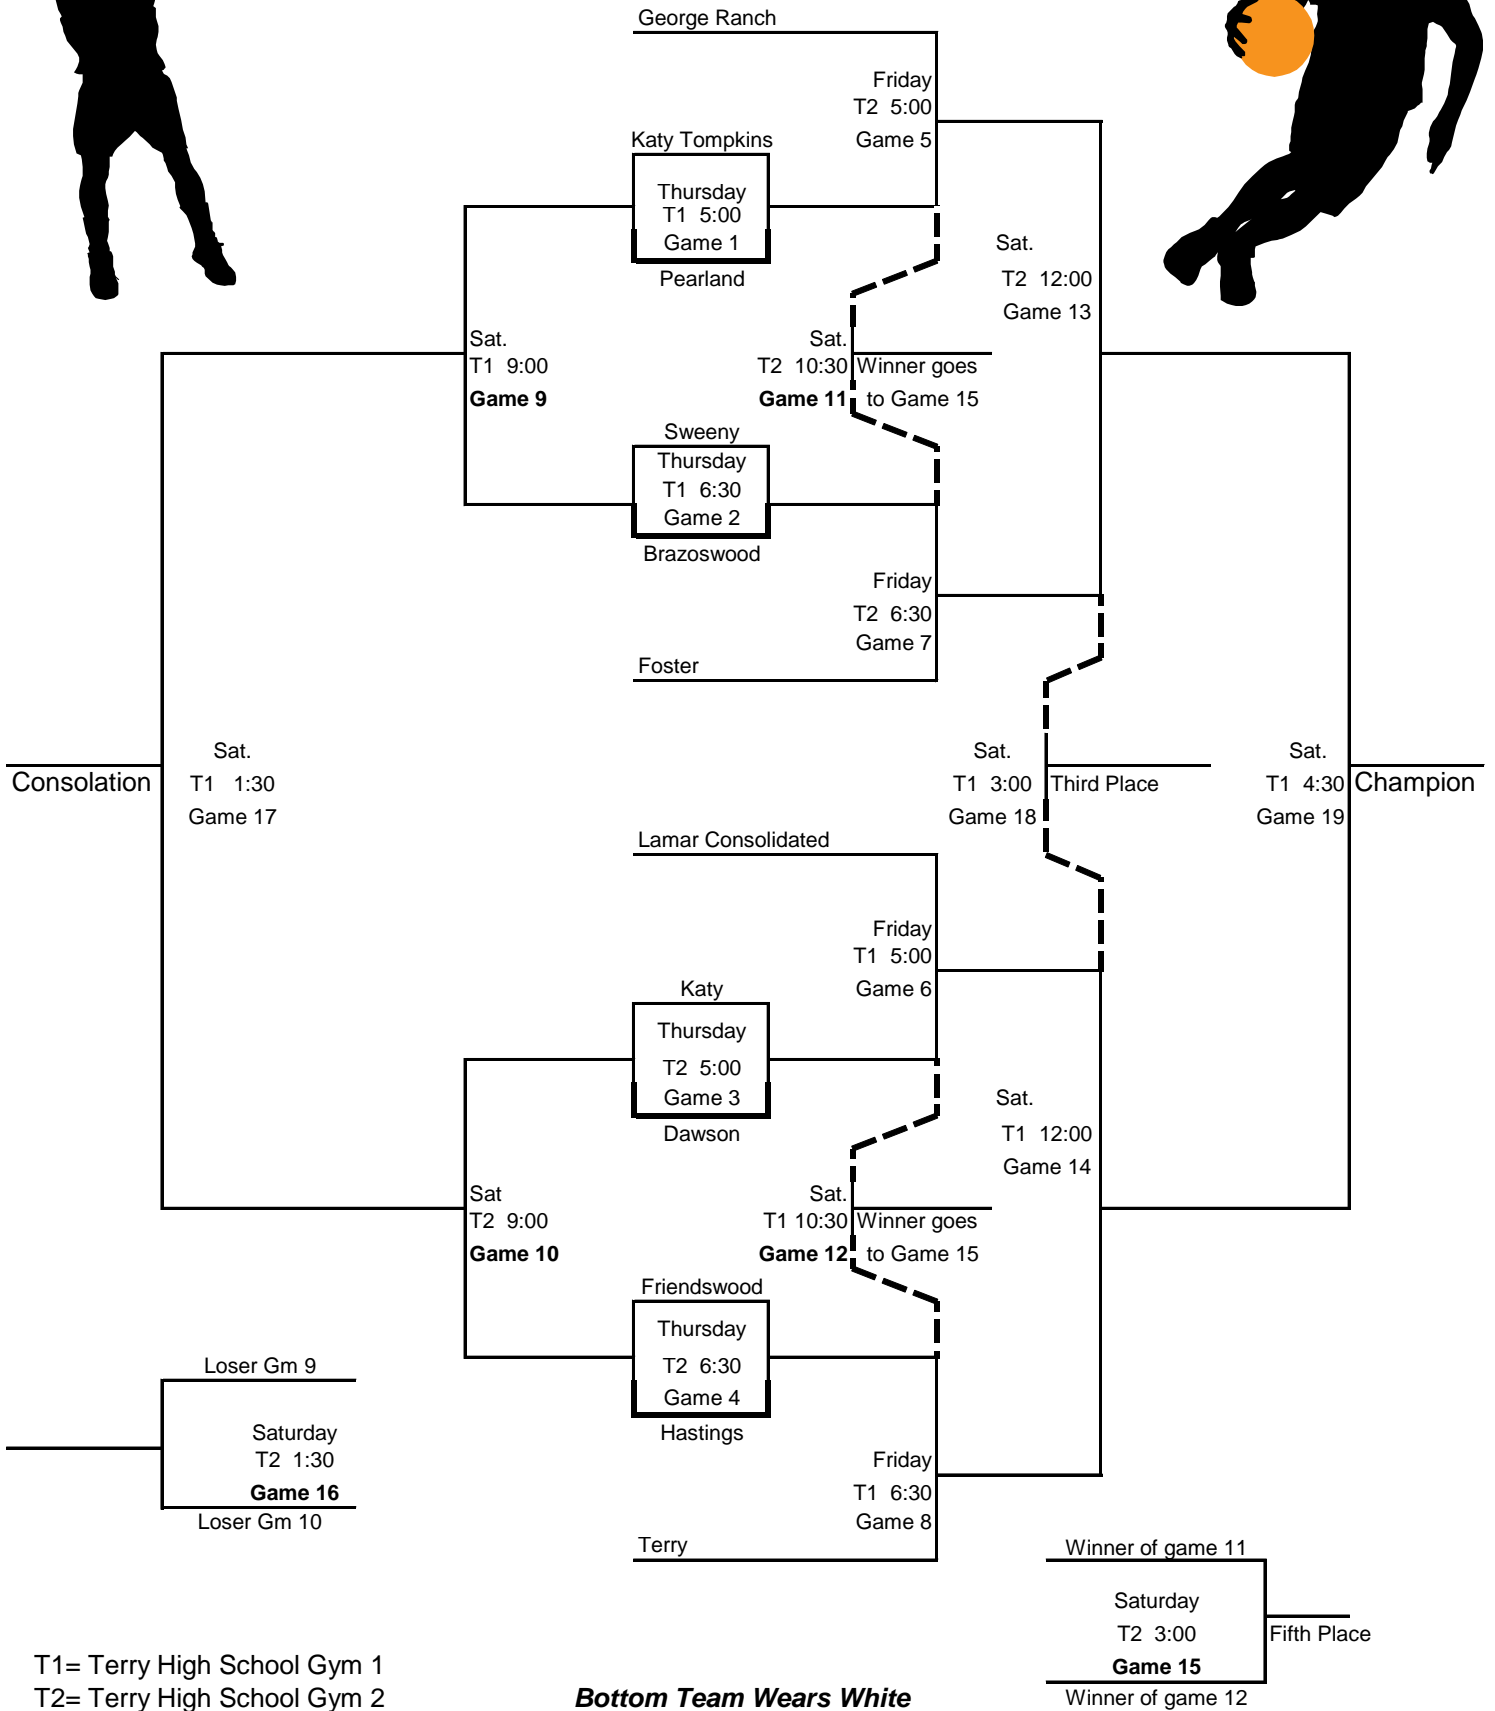 George Ranch
Friday
T2 5:00
Game 5
Katy Tompkins
Thursday
T1 5:00
Game 1
Pearland
Sat.
T2 12:00
Game 13
Sat.
T1 9:00
Game 9
Sat.
T2 10:30
Game 11
Winner goes
to Game 15
Sweeny
Thursday
T1 6:30
Game 2
Brazoswood
Friday
T2 6:30
Game 7
Foster
Consolation
Sat.
T1 1:30
Game 17
Sat.
T1 3:00
Game 18
Third Place
Sat.
T1 4:30
Game 19
Champion
Lamar Consolidated
Friday
T1 5:00
Game 6
Katy
Thursday
T2 5:00
Game 3
Dawson
Sat.
T1 12:00
Game 14
Sat
T2 9:00
Game 10
Sat.
T1 10:30
Game 12
Winner goes
to Game 15
Friendswood
Thursday
T2 6:30
Game 4
Hastings
Loser Gm 9
Saturday
T2 1:30
Game 16
Loser Gm 10
Friday
T1 6:30
Game 8
Terry
Winner of game 11
Saturday
T2 3:00
Game 15
Winner of game 12
Fifth Place
T1= Terry High School Gym 1
T2= Terry High School Gym 2
Bottom Team Wears White